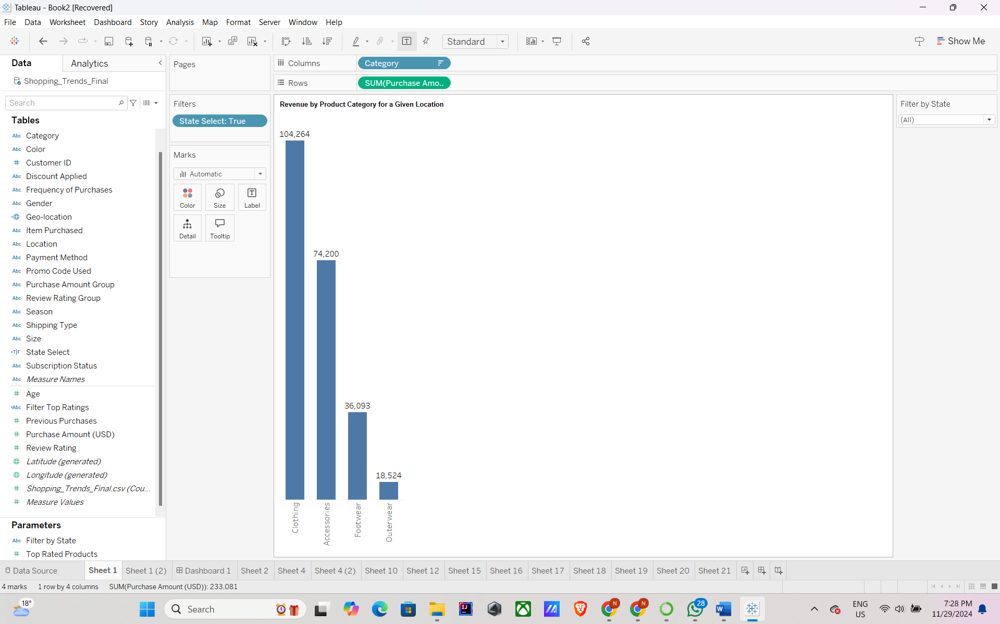 Tableau - Book2 [Recovered]
File Data Worksheet Dashboard Story Analysis Map Format Server Window Help
Standard
Show Me
Data
Analytics
Shopping_Trends_Final
Search
Tables
Abc Category
Abc Color
# Customer ID
Abc Discount Applied
Abc Frequency of Purchases
Abc Gender
Geo-location
Abc Item Purchased
Abc Location
Abc Payment Method
Abc Promo Code Used
Abc Purchase Amount Group
Abc Review Rating Group
Abc Season
Abc Shipping Type
Abc Size
=T|F State Select
Abc Subscription Status
Abc Measure Names
# Age
=Abc Filter Top Ratings
# Previous Purchases
# Purchase Amount (USD)
# Review Rating
Latitude (generated)
Longitude (generated)
# Shopping_Trends_Final.csv (Cou...
# Measure Values
Parameters
Abc Filter by State
# Top Rated Products
Pages
Filters
State Select: True
Marks
Automatic
Color
Size
Label
Detail
Tooltip
Columns
Category
Rows
SUM(Purchase Amo..
Revenue by Product Category for a Given Location
104,264
74,200
36,093
18,524
Clothing
Accessories
Footwear
Outerwear
Filter by State
(All)
Data Source
Sheet 1
Sheet 1 (2)
Dashboard 1
Sheet 2
Sheet 4
Sheet 4 (2)
Sheet 10
Sheet 12
Sheet 15
Sheet 16
Sheet 17
Sheet 18
Sheet 19
Sheet 20
Sheet 21
4 marks
1 row by 4 columns
SUM(Purchase Amount (USD)): 233,081
18°
Search
IJ
N
N
28
W
ENG
US
7:28 PM
11/29/2024